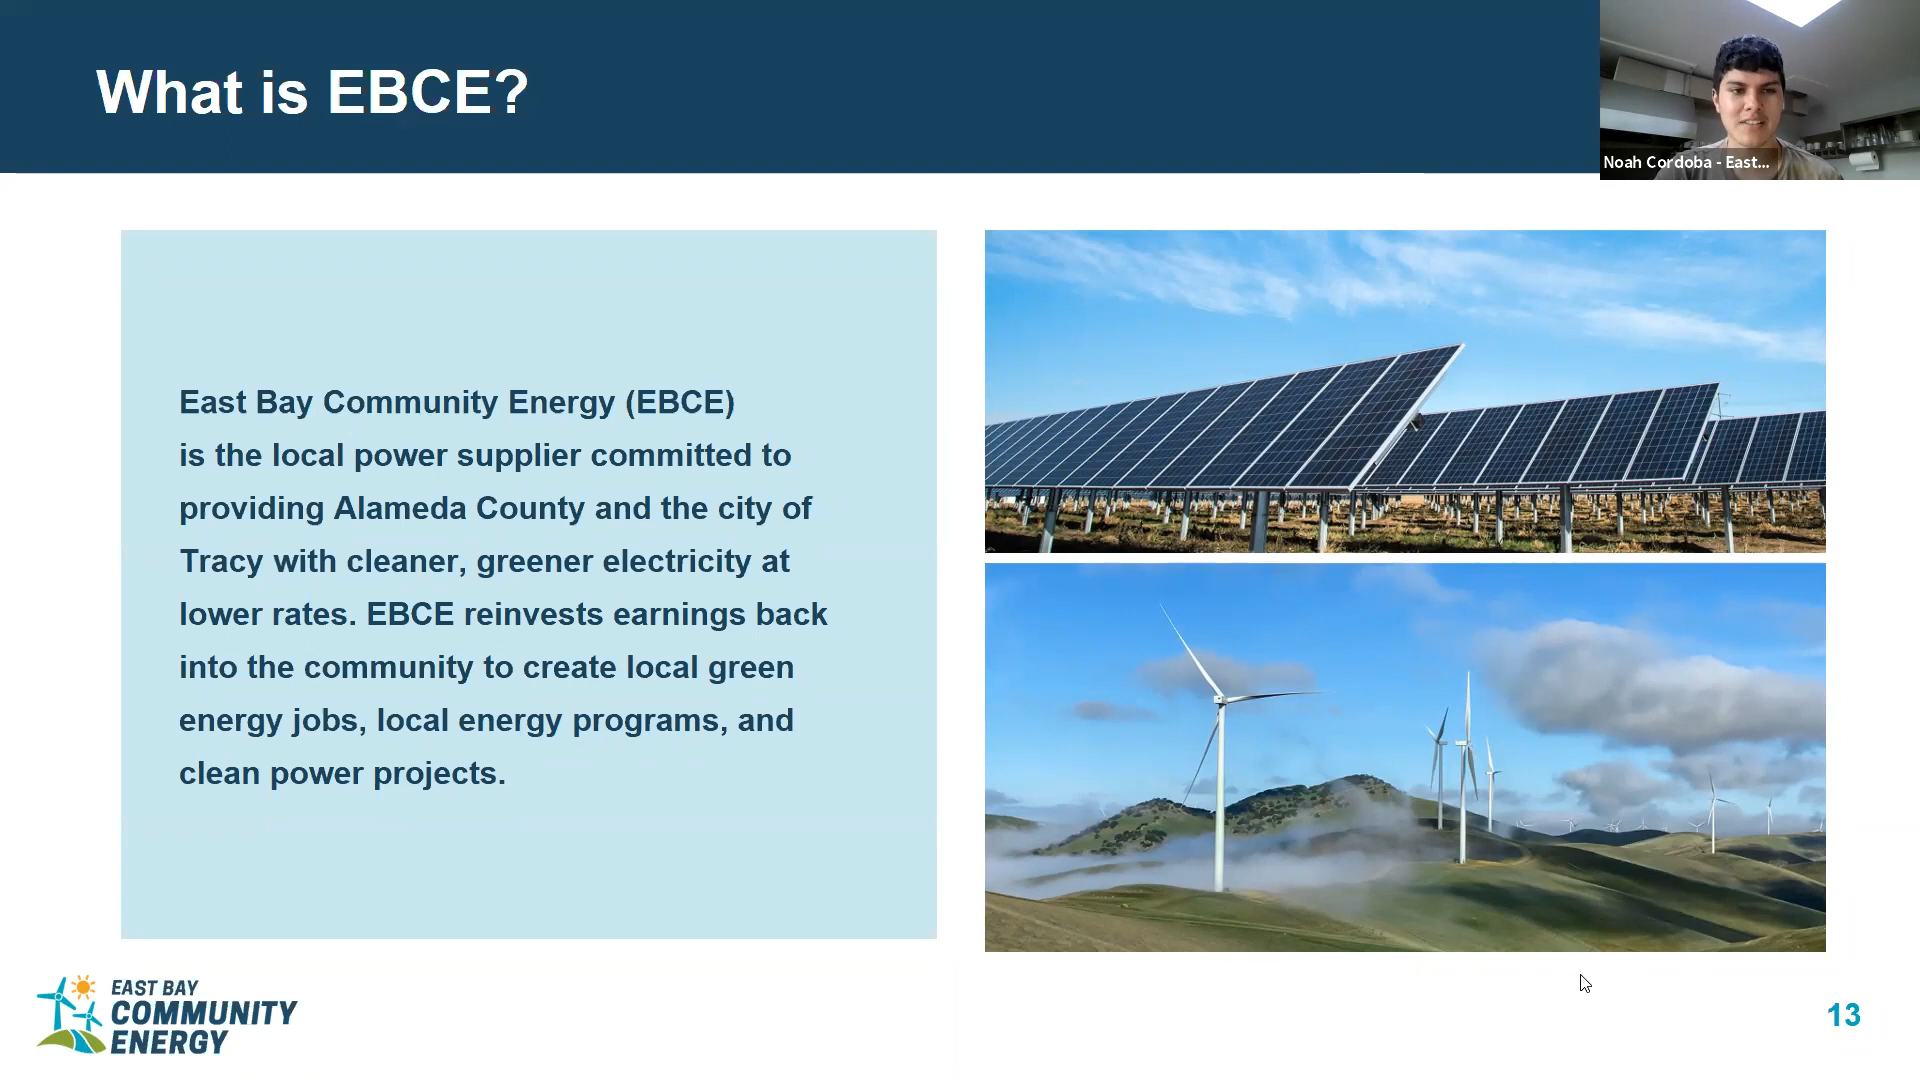 What is EBCE?
Noah Cordoba - East...
East Bay Community Energy (EBCE)
is the local power supplier committed to
providing Alameda County and the city of
Tracy with cleaner, greener electricity at
lower rates. EBCE reinvests earnings back
into the community to create local green
energy jobs, local energy programs, and
clean power projects.
EAST BAY
COMMUNITY
ENERGY
13